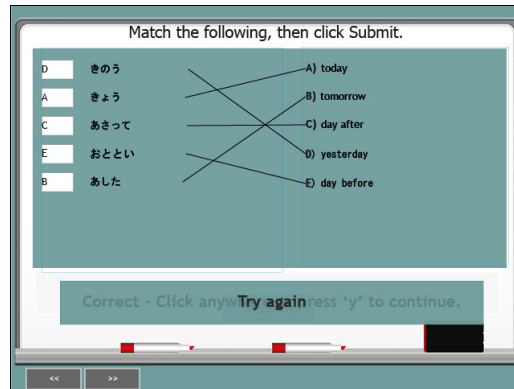 Match the following, then click Submit.
D きのう A) today
A きょう B) tomorrow
C あさって C) day after
E おととい D) yesterday
B あした E) day before
Correct - Click anyw press ‘y’ to continue.
Try again
<< >>